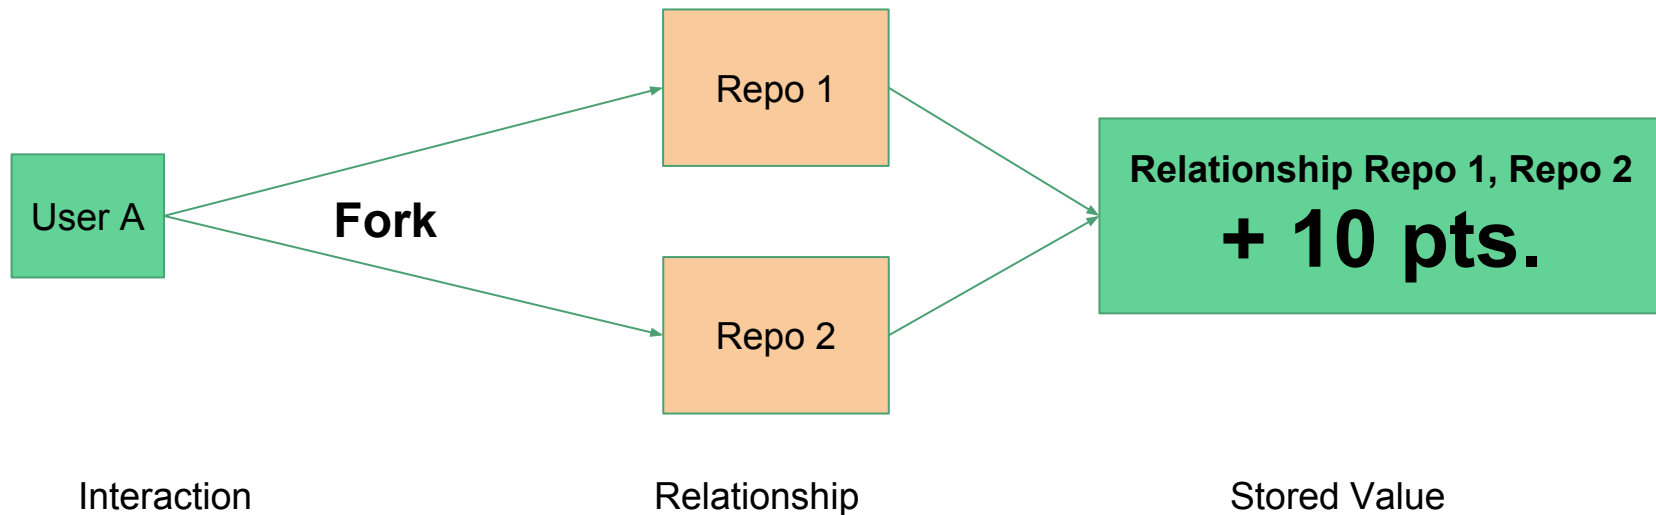 Repo 1
Relationship Repo 1, Repo 2
+ 10 pts.
User A
Fork
Repo 2
Interaction
Relationship
Stored Value